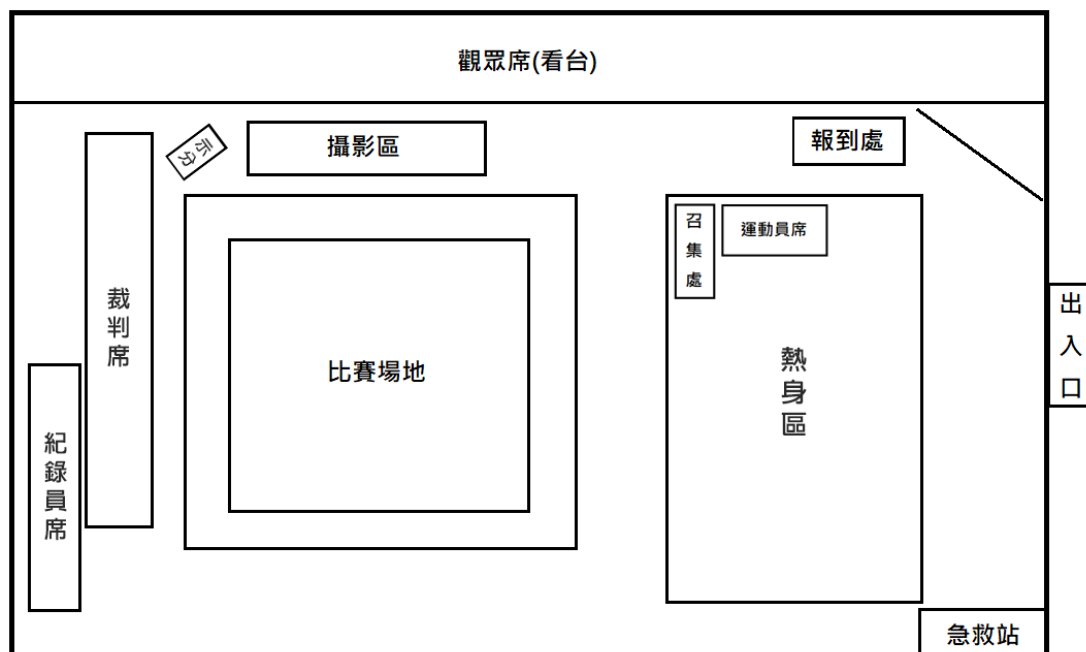 觀眾席(看台)
示分
攝影區
報到處
召集處
運動員席
裁判席
比賽場地
熱身區
出入口
紀錄員席
急救站